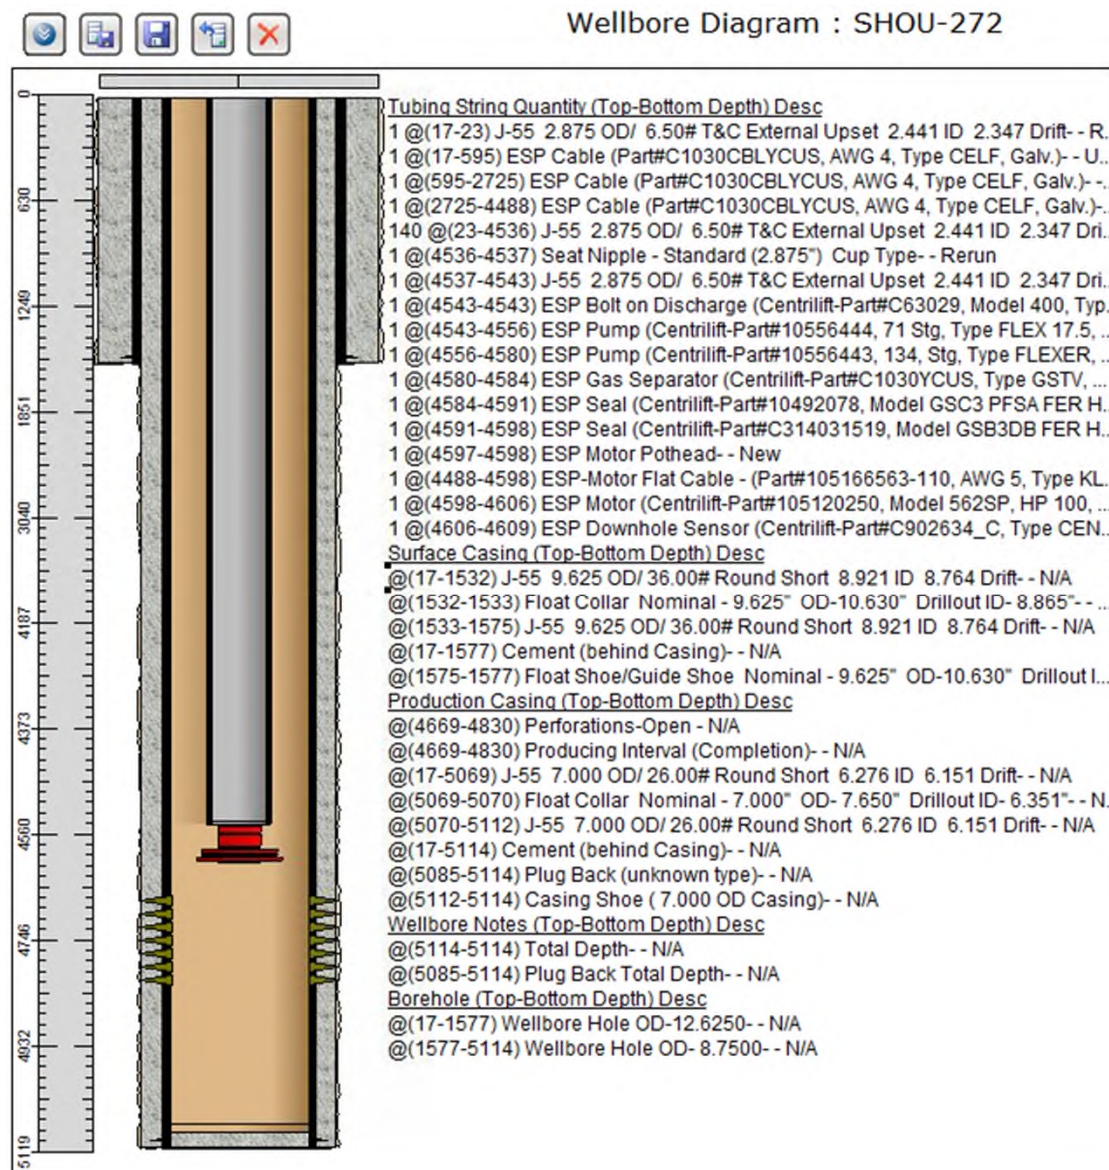 Wellbore Diagram : SHOU-272
Tubing String Quantity (Top-Bottom Depth) Desc
1 @(17-23) J-55 2.875 OD/ 6.50# T&C External Upset 2.441 ID 2.347 Drift- - R.
1 @(17-595) ESP Cable (Part#C1030CBLYCUS, AWG 4, Type CELF, Galv.)- - U...
1 @(595-2725) ESP Cable (Part#C1030CBLYCUS, AWG 4, Type CELF, Galv.)- -...
1 @(2725-4488) ESP Cable (Part#C1030CBLYCUS, AWG 4, Type CELF, Galv.)-...
140 @(23-4536) J-55 2.875 OD/ 6.50# T&C External Upset 2.441 ID 2.347 Dri...
1 @(4536-4537) Seat Nipple - Standard (2.875") Cup Type- - Rerun
1 @(4537-4543) J-55 2.875 OD/ 6.50# T&C External Upset 2.441 ID 2.347 Dri...
1 @(4543-4543) ESP Bolt on Discharge (Centrilift-Part#C63029, Model 400, Typ...
1 @(4543-4556) ESP Pump (Centrilift-Part#10556444, 71 Stg, Type FLEX 17.5, ...
1 @(4556-4580) ESP Pump (Centrilift-Part#10556443, 134, Stg, Type FLEXER, ...
1 @(4580-4584) ESP Gas Separator (Centrilift-Part#C1030YCUS, Type GSTV, ...
1 @(4584-4591) ESP Seal (Centrilift-Part#10492078, Model GSC3 PFSA FER H...
1 @(4591-4598) ESP Seal (Centrilift-Part#C314031519, Model GSB3DB FER H...
1 @(4597-4598) ESP Motor Pothead- - New
1 @(4488-4598) ESP-Motor Flat Cable - (Part#105166563-110, AWG 5, Type KL...
1 @(4598-4606) ESP Motor (Centrilift-Part#105120250, Model 562SP, HP 100, ...
1 @(4606-4609) ESP Downhole Sensor (Centrilift-Part#C902634_C, Type CEN...
Surface Casing (Top-Bottom Depth) Desc
@(17-1532) J-55 9.625 OD/ 36.00# Round Short 8.921 ID 8.764 Drift- - N/A
@(1532-1533) Float Collar Nominal - 9.625" OD-10.630" Drillout ID- 8.865"- - ...
@(1533-1575) J-55 9.625 OD/ 36.00# Round Short 8.921 ID 8.764 Drift- - N/A
@(17-1577) Cement (behind Casing)- - N/A
@(1575-1577) Float Shoe/Guide Shoe Nominal - 9.625" OD-10.630" Drillout I...
Production Casing (Top-Bottom Depth) Desc
@(4669-4830) Perforations-Open - N/A
@(4669-4830) Producing Interval (Completion)- - N/A
@(17-5069) J-55 7.000 OD/ 26.00# Round Short 6.276 ID 6.151 Drift- - N/A
@(5069-5070) Float Collar Nominal - 7.000" OD- 7.650" Drillout ID- 6.351"- - N.
@(5070-5112) J-55 7.000 OD/ 26.00# Round Short 6.276 ID 6.151 Drift- - N/A
@(17-5114) Cement (behind Casing)- - N/A
@(5085-5114) Plug Back (unknown type)- - N/A
@(5112-5114) Casing Shoe ( 7.000 OD Casing)- - N/A
Wellbore Notes (Top-Bottom Depth) Desc
@(5114-5114) Total Depth- - N/A
@(5085-5114) Plug Back Total Depth- - N/A
Borehole (Top-Bottom Depth) Desc
@(17-1577) Wellbore Hole OD-12.6250- - N/A
@(1577-5114) Wellbore Hole OD- 8.7500- - N/A
0
630
1249
1851
3040
4187
4373
4560
4746
4932
5119